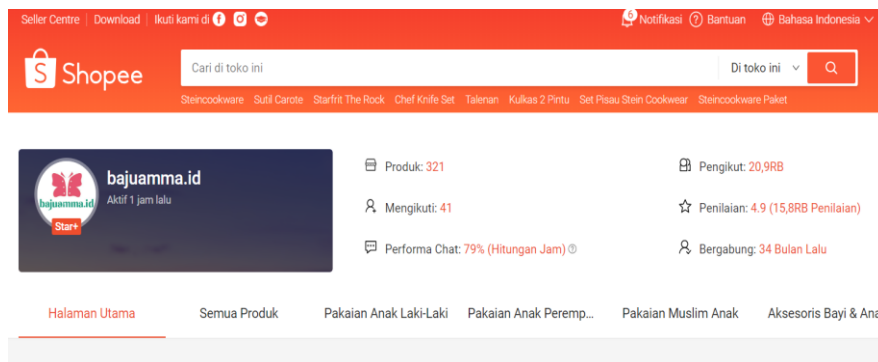 Seller Centre | Download | Ikuti kami di
6 Notifikasi Bantuan Bahasa Indonesia
Shopee
Cari di toko ini
Di toko ini
Steincookware Sutil Carote Starfrit The Rock Chef Knife Set Talenan Kulkas 2 Pintu Set Pisau Stein Cookwear Steincookware Paket
bajuamma.id
bajuamma.id
Aktif 1 jam lalu
Star+
Produk: 321
Pengikut: 20,9RB
Mengikuti: 41
Penilaian: 4.9 (15,8RB Penilaian)
Performa Chat: 79% (Hitungan Jam)
Bergabung: 34 Bulan Lalu
Halaman Utama Semua Produk Pakaian Anak Laki-Laki Pakaian Anak Peremp... Pakaian Muslim Anak Aksesoris Bayi & Ana